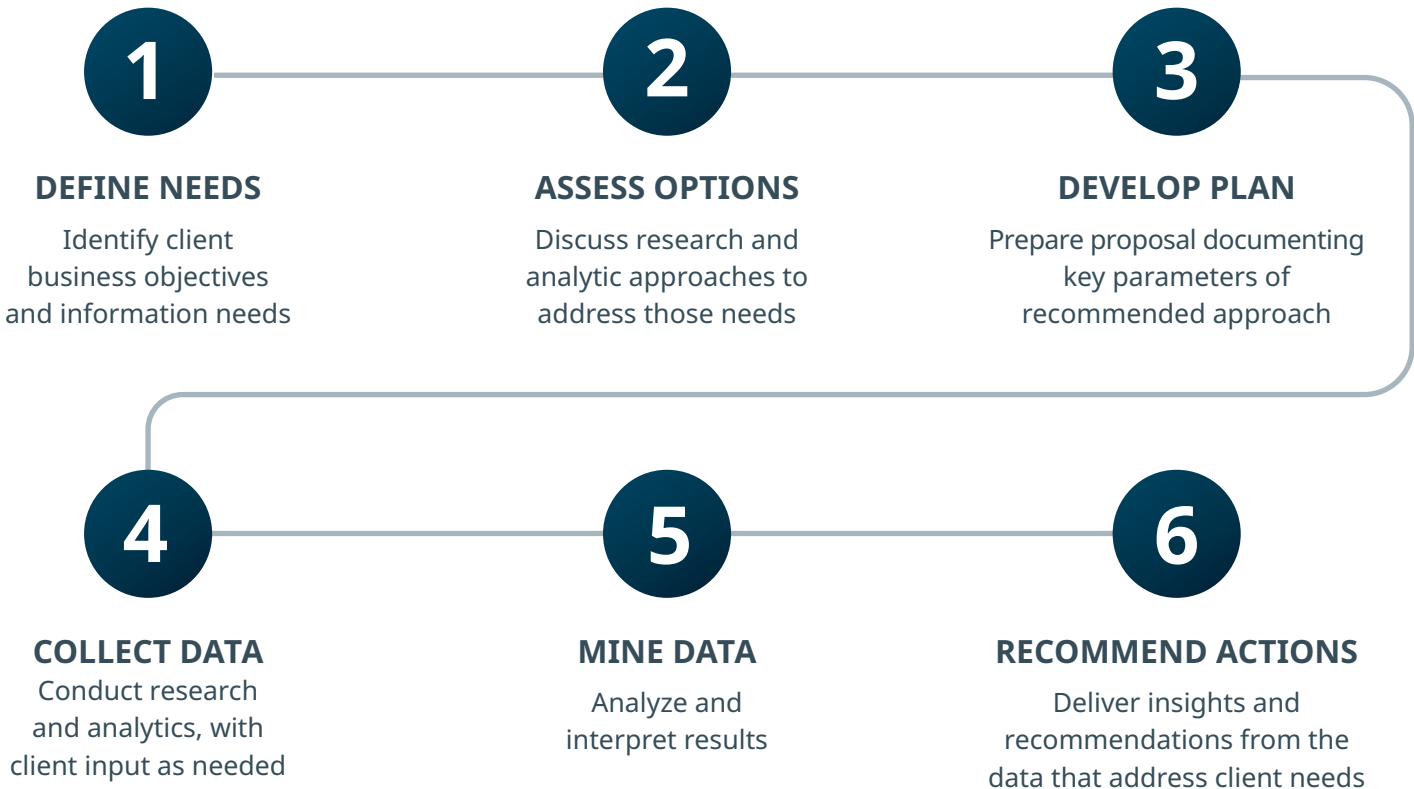 1
2
3
DEFINE NEEDS
Identify client
business objectives
and information needs
ASSESS OPTIONS
Discuss research and
analytic approaches to
address those needs
DEVELOP PLAN
Prepare proposal documenting
key parameters of
recommended approach
4
5
6
COLLECT DATA
Conduct research
and analytics, with
client input as needed
MINE DATA
Analyze and
interpret results
RECOMMEND ACTIONS
Deliver insights and
recommendations from the
data that address client needs